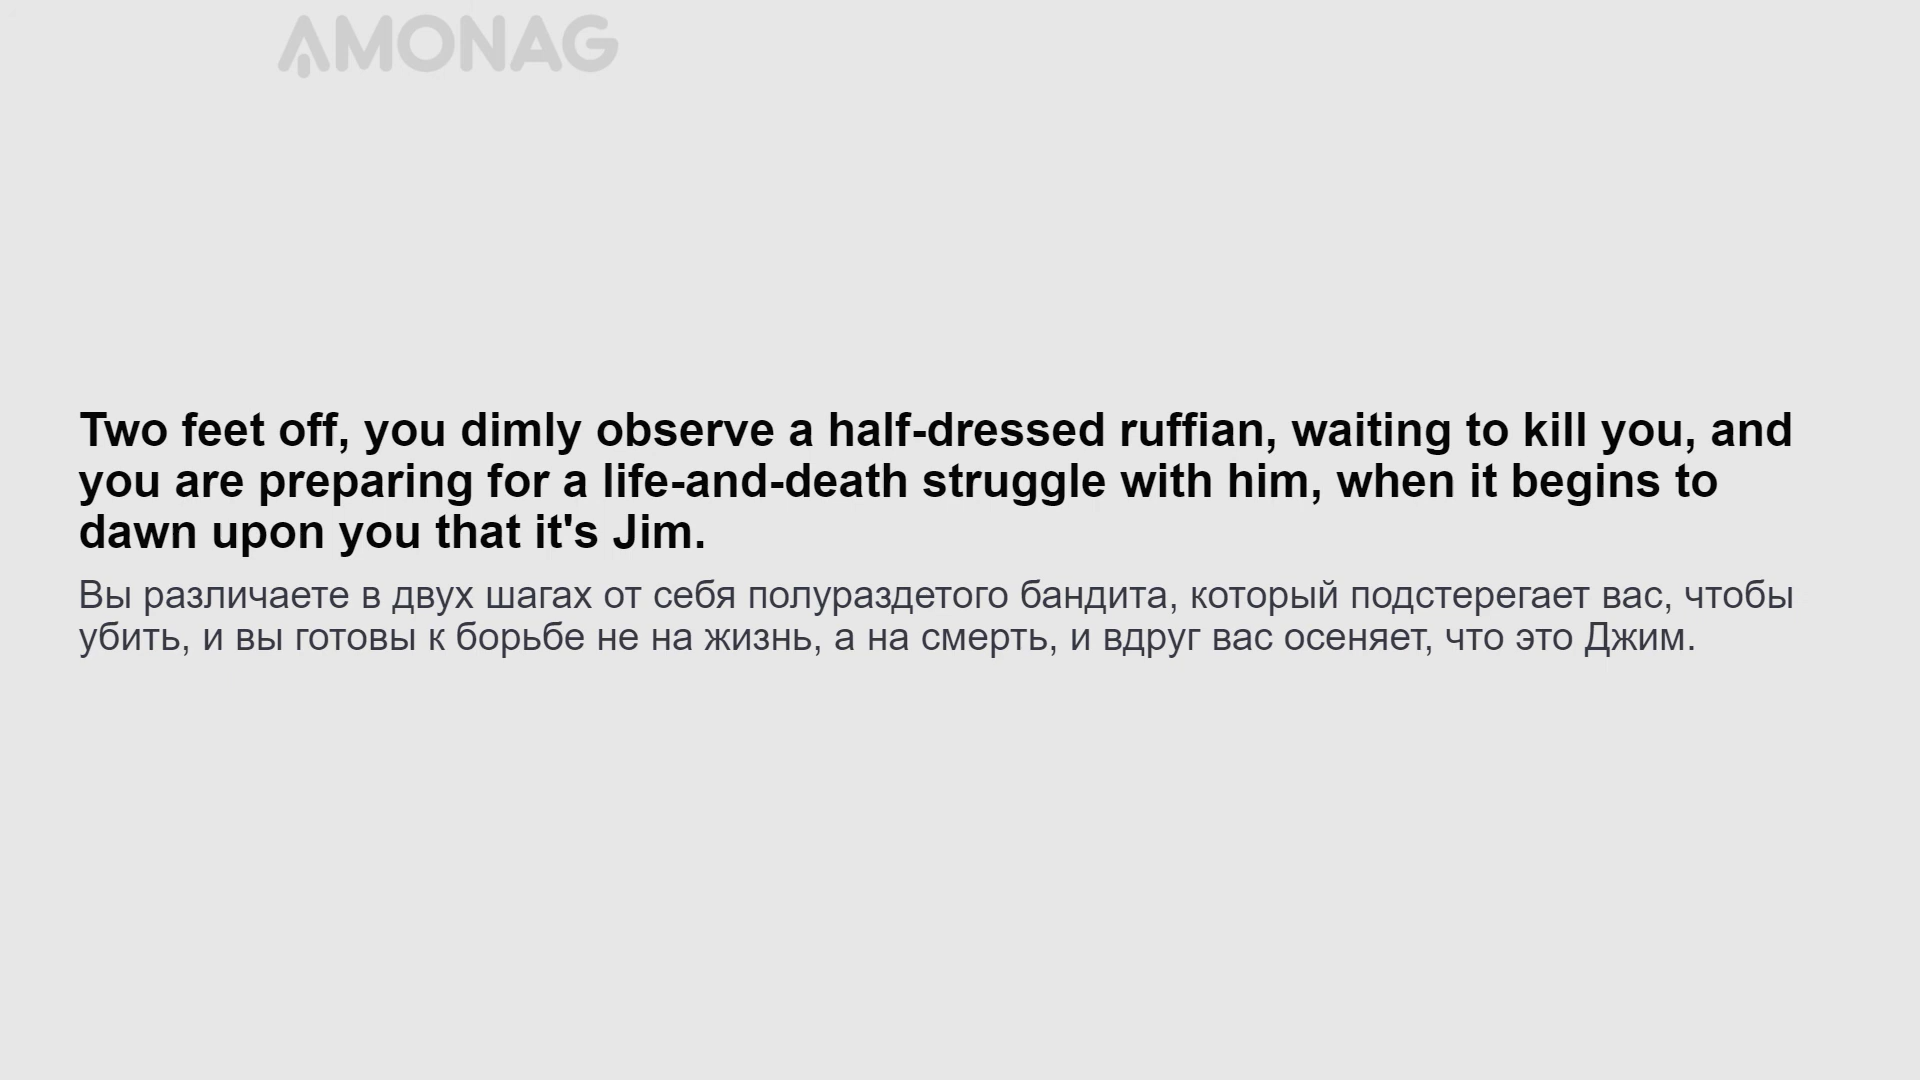 AMONAG
Two feet off, you dimly observe a half-dressed ruffian, waiting to kill you, and
you are preparing for a life-and-death struggle with him, when it begins to
dawn upon you that it's Jim.
Вы различаете в двух шагах от себя полураздетого бандита, который подстерегает вас, чтобы
убить, и вы готовы к борьбе не на жизнь, а на смерть, и вдруг вас осеняет, что это Джим.